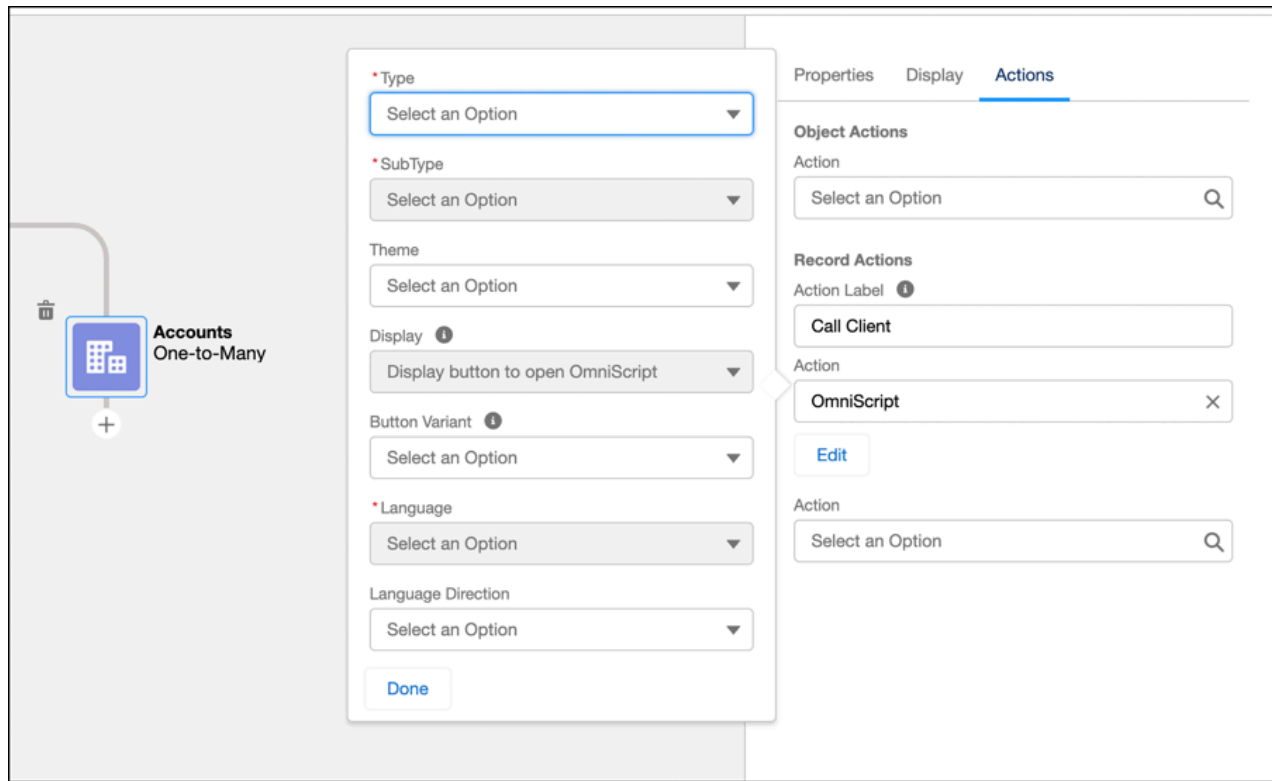 Accounts
One-to-Many
*Type
Select an Option
*SubType
Select an Option
Theme
Select an Option
Display
Display button to open OmniScript
Button Variant
Select an Option
*Language
Select an Option
Language Direction
Select an Option
Done
Properties Display Actions
Object Actions
Action
Select an Option
Record Actions
Action Label
Call Client
Action
OmniScript
Edit
Action
Select an Option